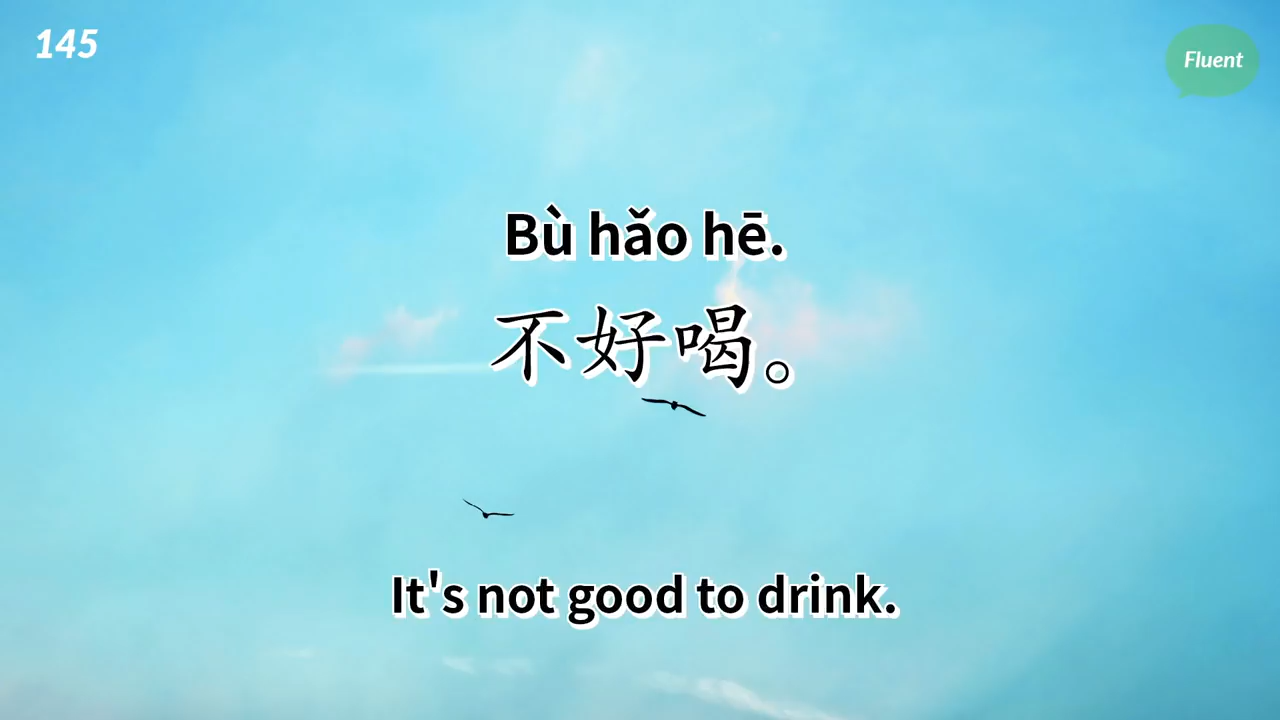 145
Fluent
Bù hǎo hē.
不好喝。
It's not good to drink.